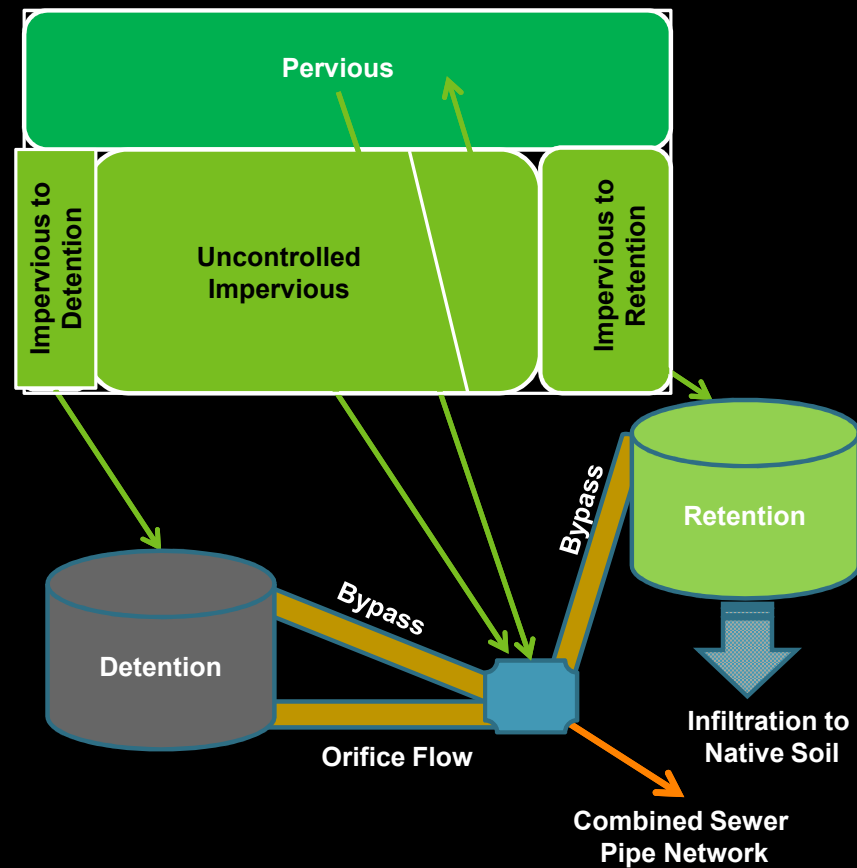 Pervious
Impervious to
Detention
Uncontrolled
Impervious
Impervious to
Retention
Bypass
Retention
Bypass
Detention
Orifice Flow
Infiltration to
Native Soil
Combined Sewer
Pipe Network